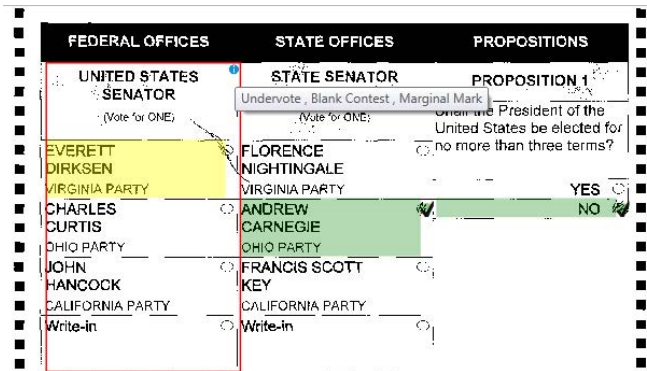 FEDERAL OFFICES
STATE OFFICES
PROPOSITIONS
UNITED STATES
SENATOR
(Vote for ONE)
EVERETT
DIRKSEN
VIRGINIA PARTY
CHARLES
CURTIS
OHIO PARTY
JOHN
HANCOCK
CALIFORNIA PARTY
Write-in
STATE SENATOR
Undervote , Blank Contest , Marginal Mark
(Vote for ONE)
FLORENCE
NIGHTINGALE
VIRGINIA PARTY
ANDREW
CARNEGIE
OHIO PARTY
FRANCIS SCOTT
KEY
CALIFORNIA PARTY
Write-in
PROPOSITION 1
Shall the President of the
United States be elected for
no more than three terms?
YES
NO